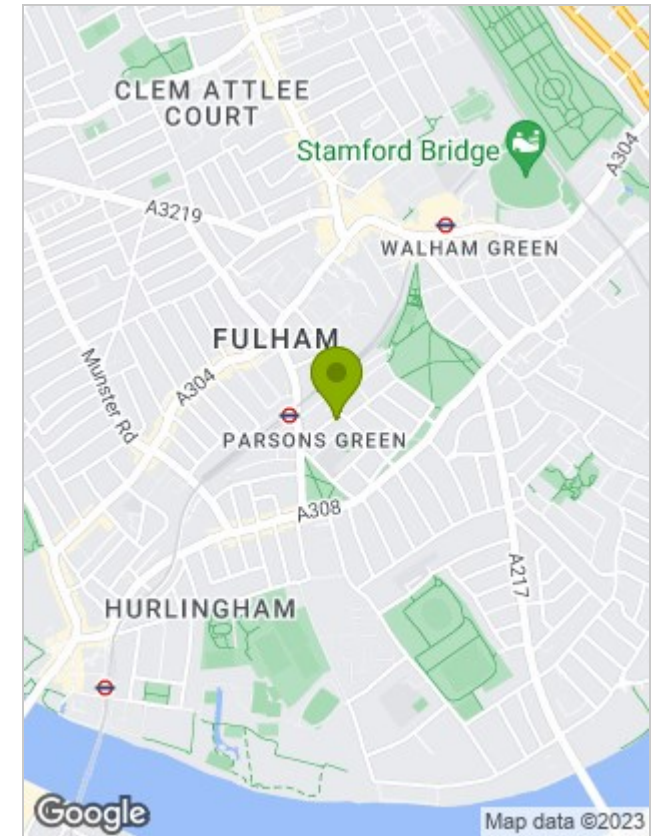 CLEM ATTLEE
COURT
Stamford Bridge
A304
A3219
WALHAM GREEN
FULHAM
A304
Munster Rd
PARSONS GREEN
A308
A217
HURLINGHAM
Google
Map data ©2023